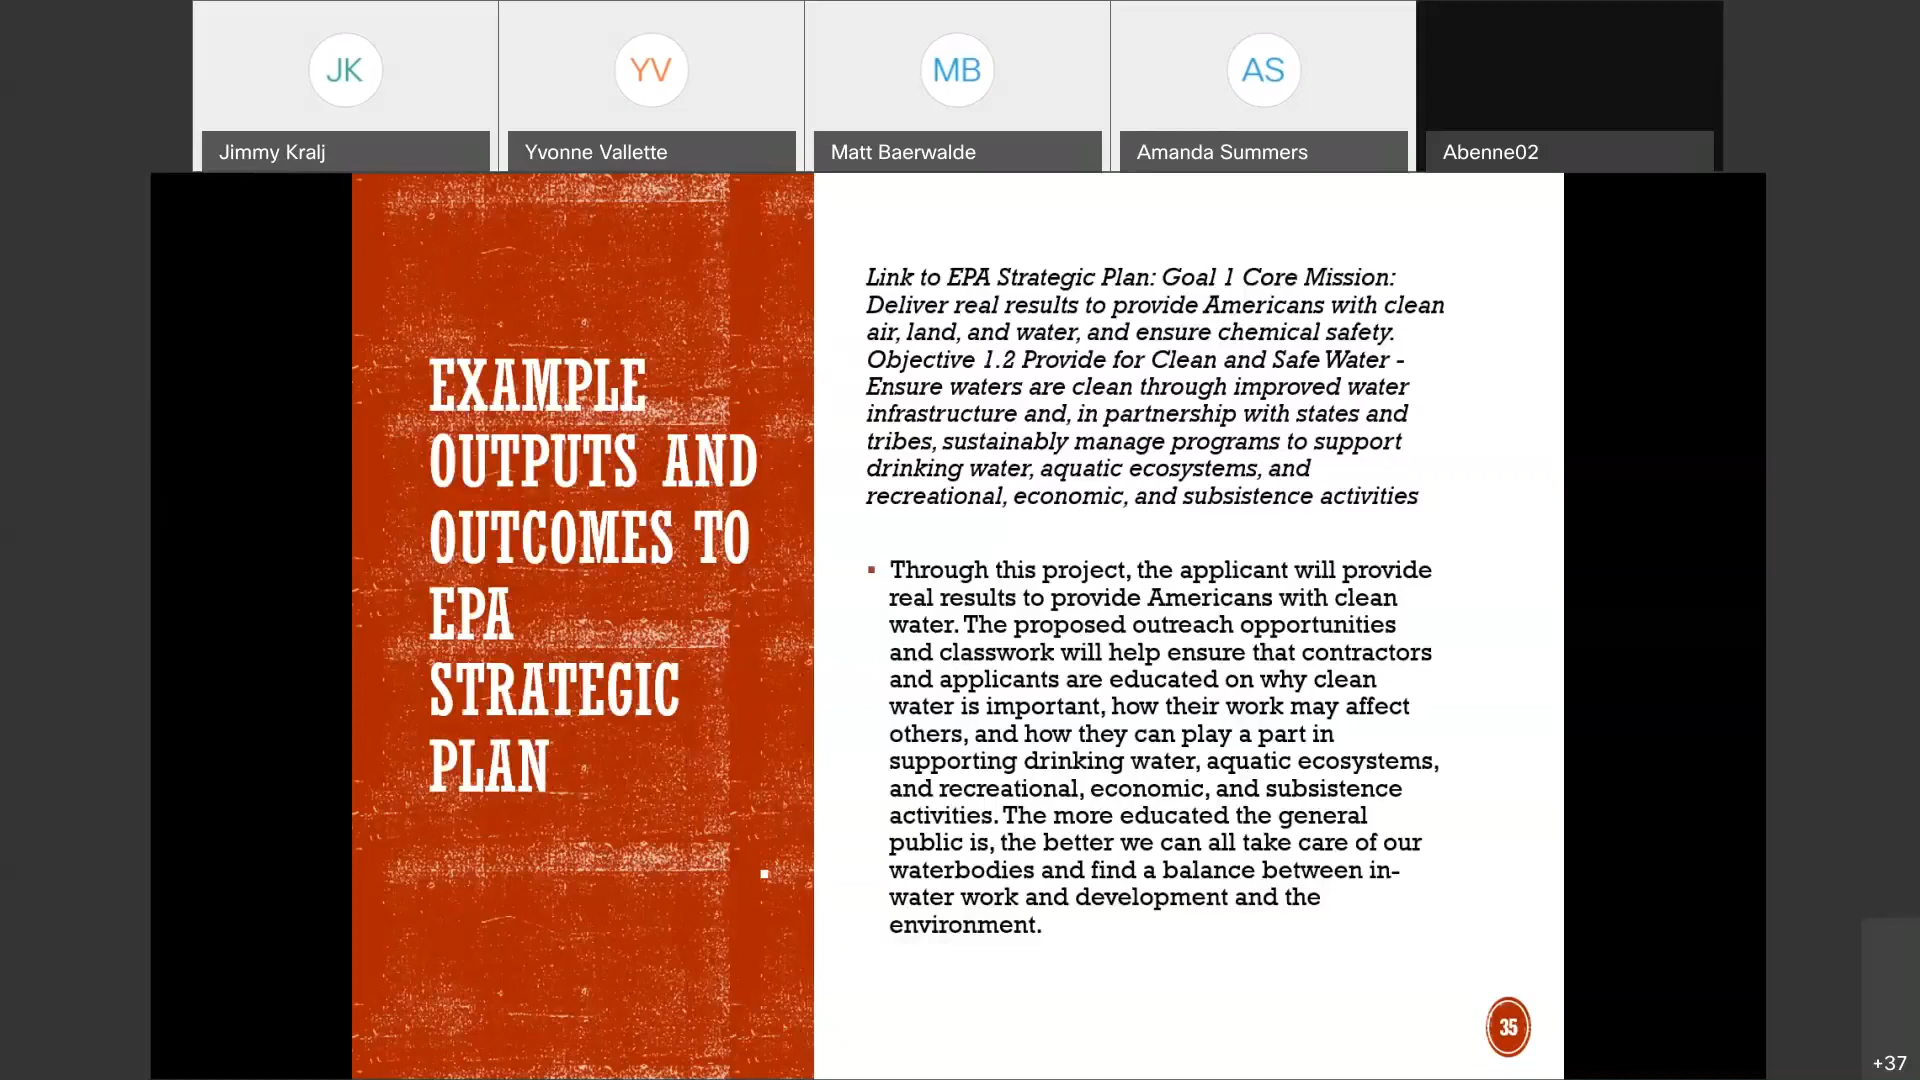 JK
YV
MB
AS
Jimmy Kralj
Yvonne Vallette
Matt Baerwalde
Amanda Summers
Abenne02
EXAMPLE
OUTPUTS AND
OUTCOMES TO
EPA
STRATEGIC
PLAN
Link to EPA Strategic Plan: Goal 1 Core Mission:
Deliver real results to provide Americans with clean
air, land, and water, and ensure chemical safety.
Objective 1.2 Provide for Clean and Safe Water -
Ensure waters are clean through improved water
infrastructure and, in partnership with states and
tribes, sustainably manage programs to support
drinking water, aquatic ecosystems, and
recreational, economic, and subsistence activities
▪ Through this project, the applicant will provide
real results to provide Americans with clean
water. The proposed outreach opportunities
and classwork will help ensure that contractors
and applicants are educated on why clean
water is important, how their work may affect
others, and how they can play a part in
supporting drinking water, aquatic ecosystems,
and recreational, economic, and subsistence
activities. The more educated the general
public is, the better we can all take care of our
waterbodies and find a balance between in-
water work and development and the
environment.
35
+37